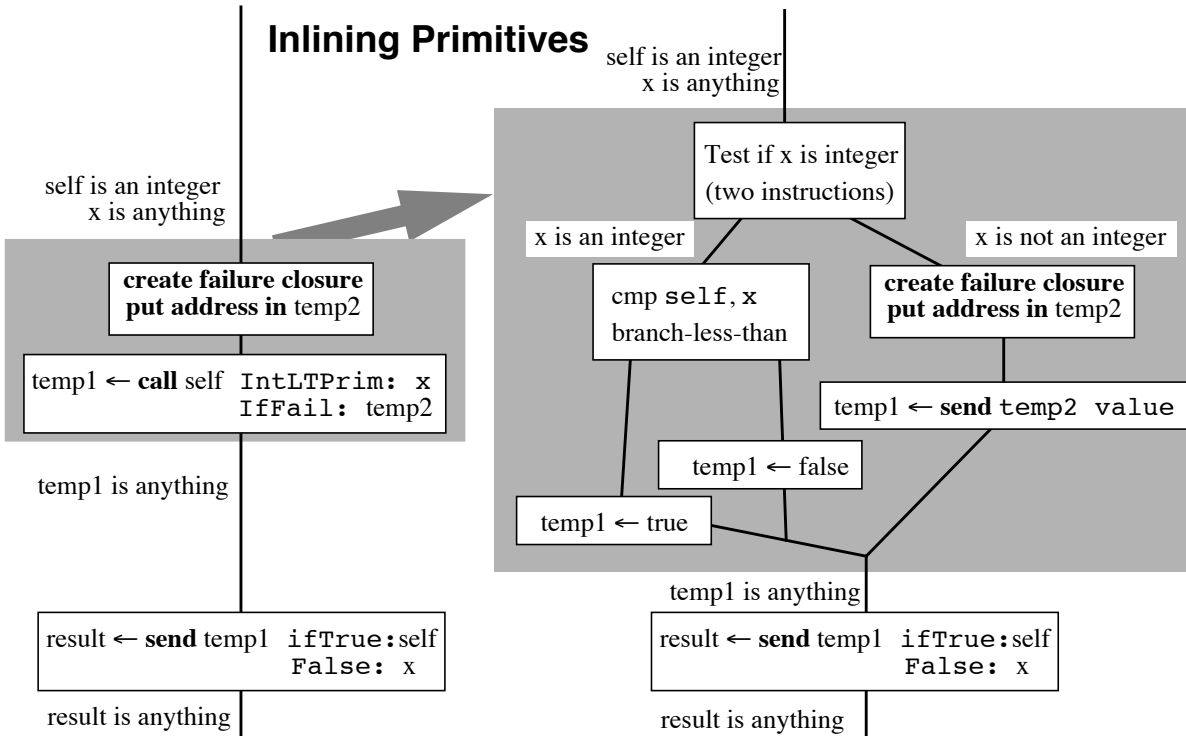 Inlining Primitives
self is an integer
x is anything
create failure closure
put address in temp2
temp1 ← call self IntLTPrim: x
IfFail: temp2
temp1 is anything
result ← send temp1 ifTrue:self
False: x
result is anything
self is an integer
x is anything
Test if x is integer
(two instructions)
x is an integer
x is not an integer
cmp self, x
branch-less-than
create failure closure
put address in temp2
temp1 ← send temp2 value
temp1 ← false
temp1 ← true
temp1 is anything
result ← send temp1 ifTrue:self
False: x
result is anything